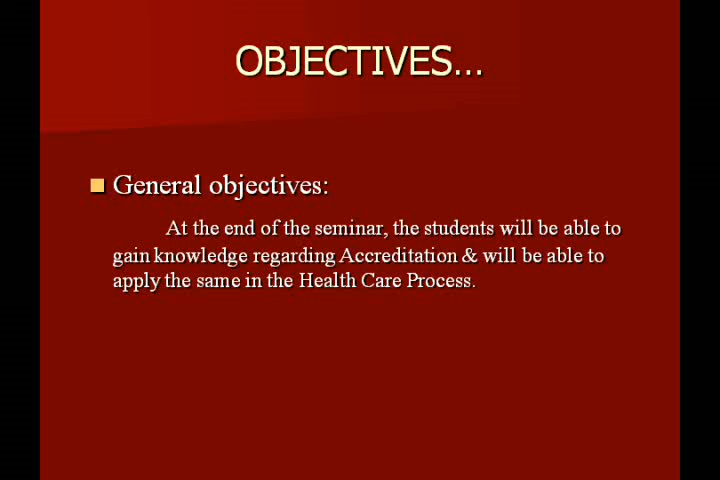 OBJECTIVES...
General objectives:
At the end of the seminar, the students will be able to
gain knowledge regarding Accreditation & will be able to
apply the same in the Health Care Process.